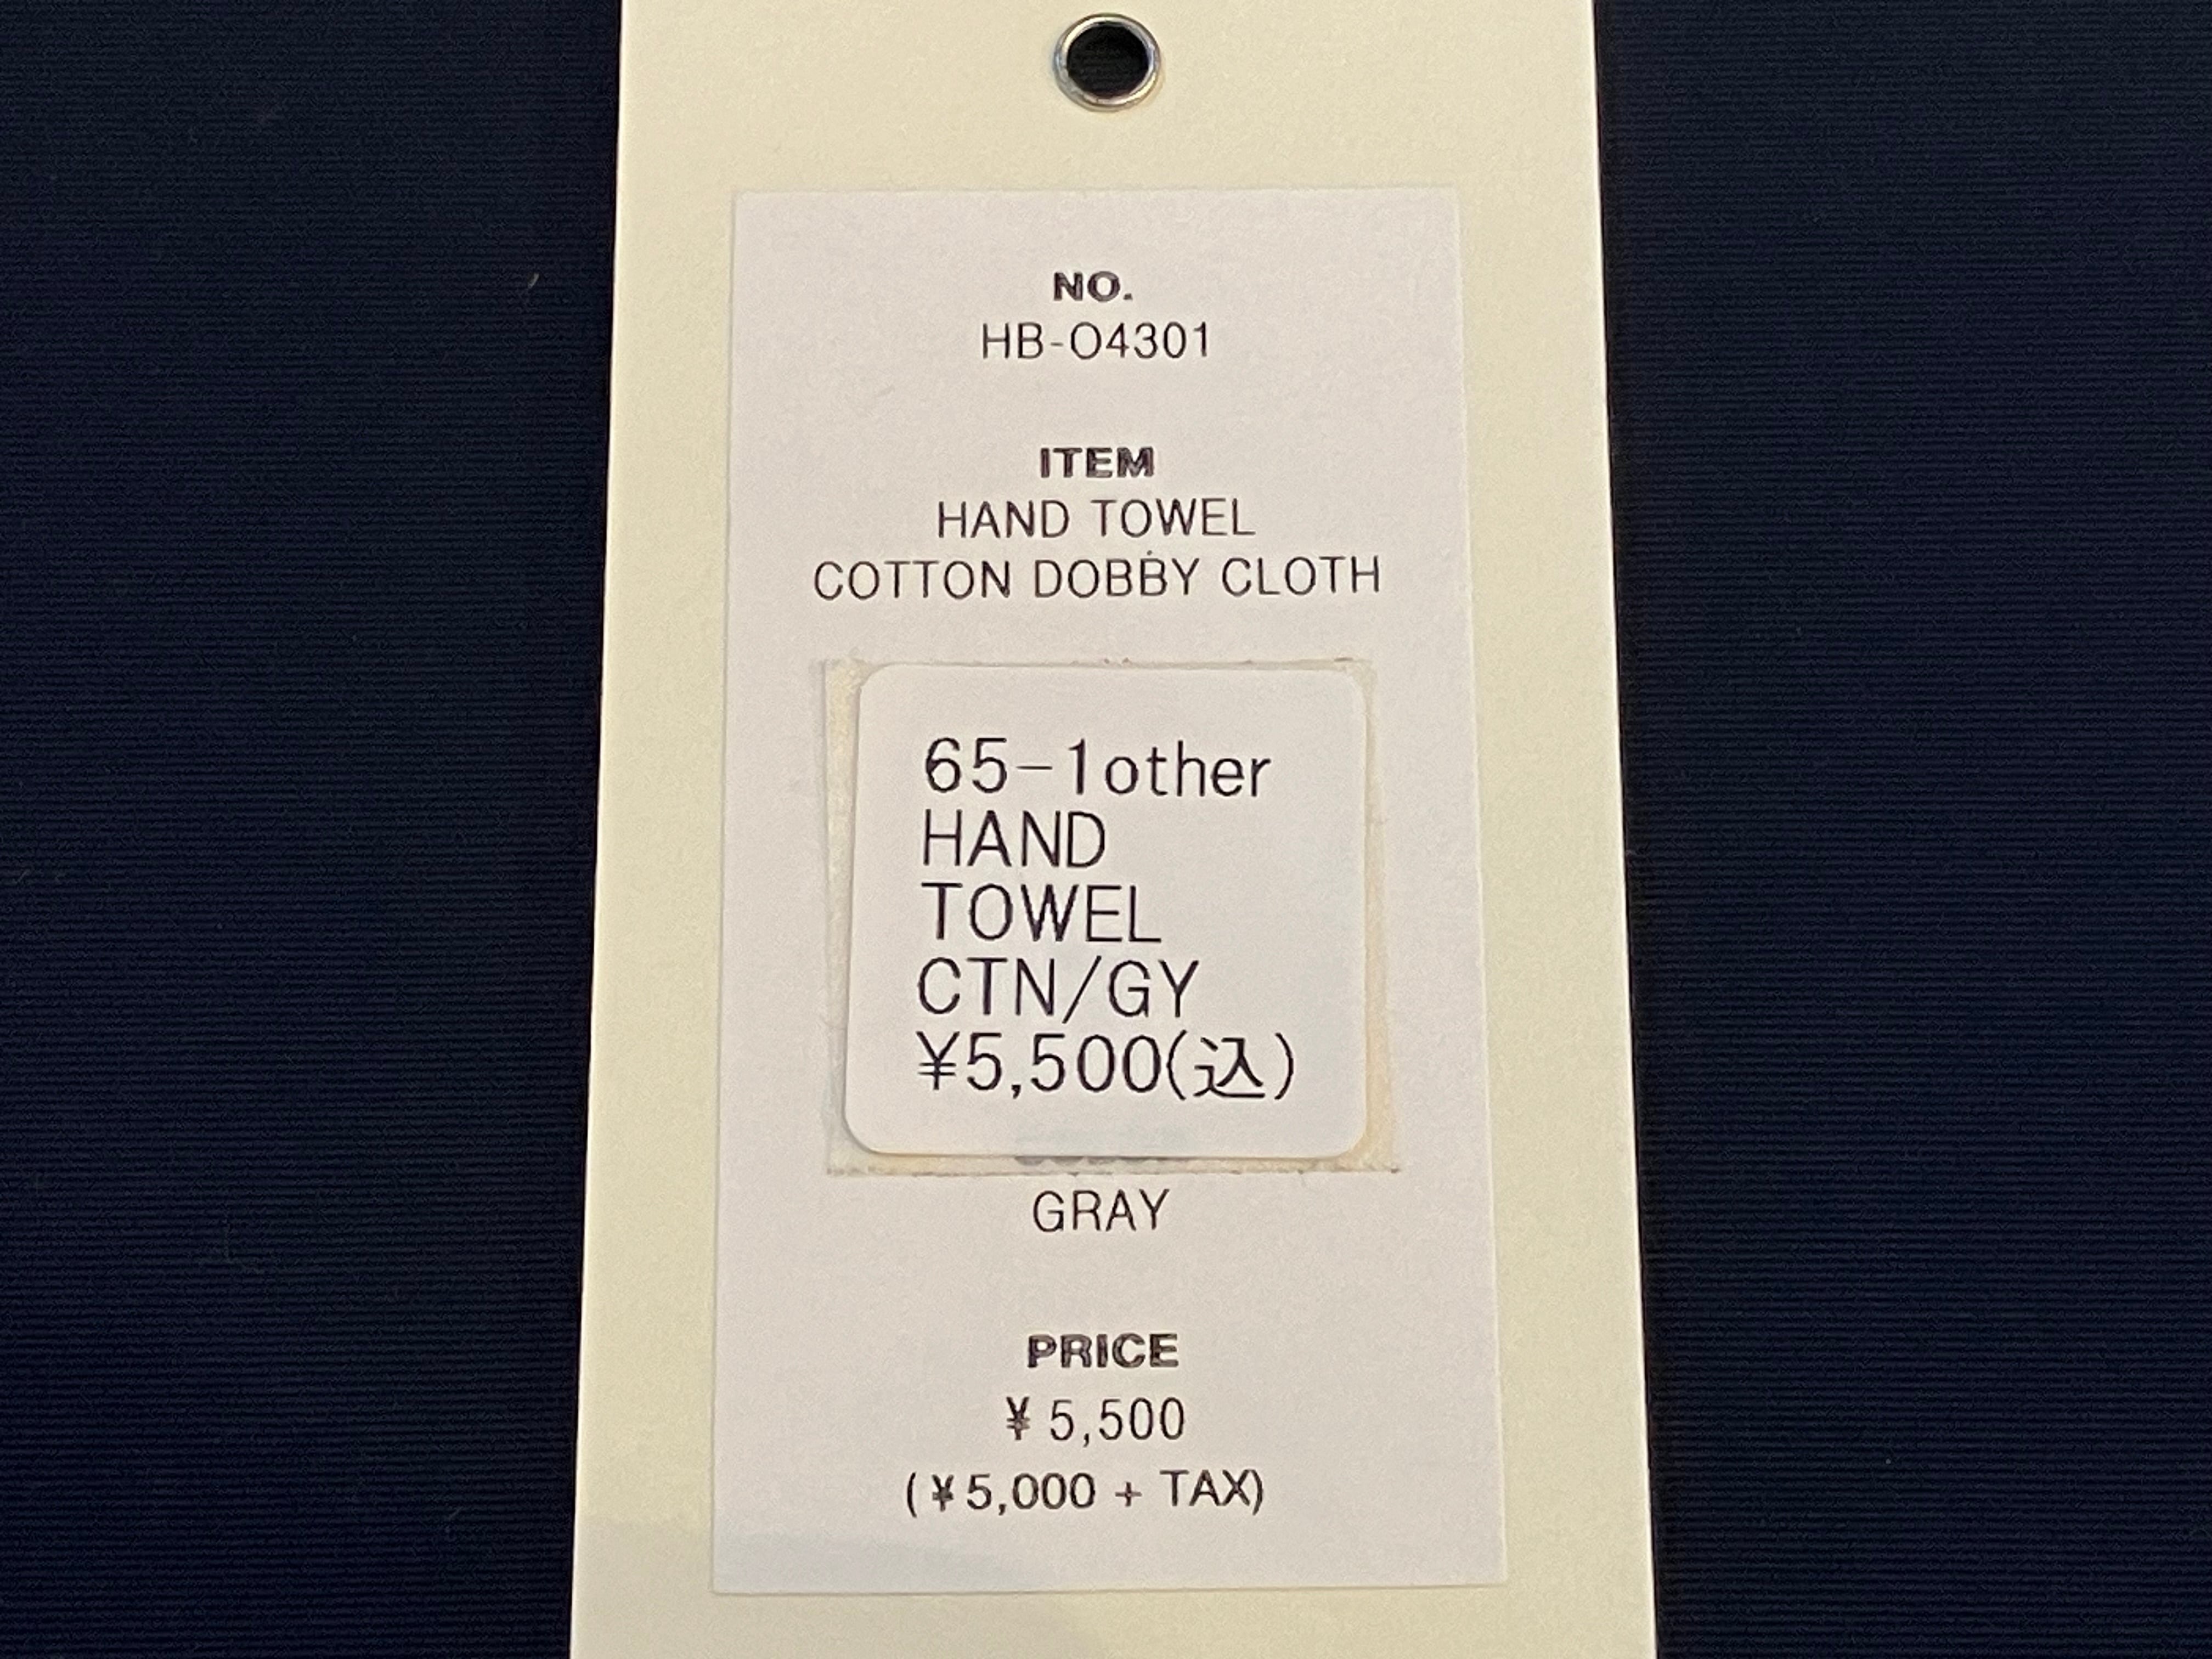 NO.
HB-O4301
ITEM
HAND TOWEL
COTTON DOBBY CLOTH
65-1other
HAND
TOWEL
CTN/GY
¥5,500(込)
GRAY
PRICE
¥ 5,500
(¥5,000 + TAX)